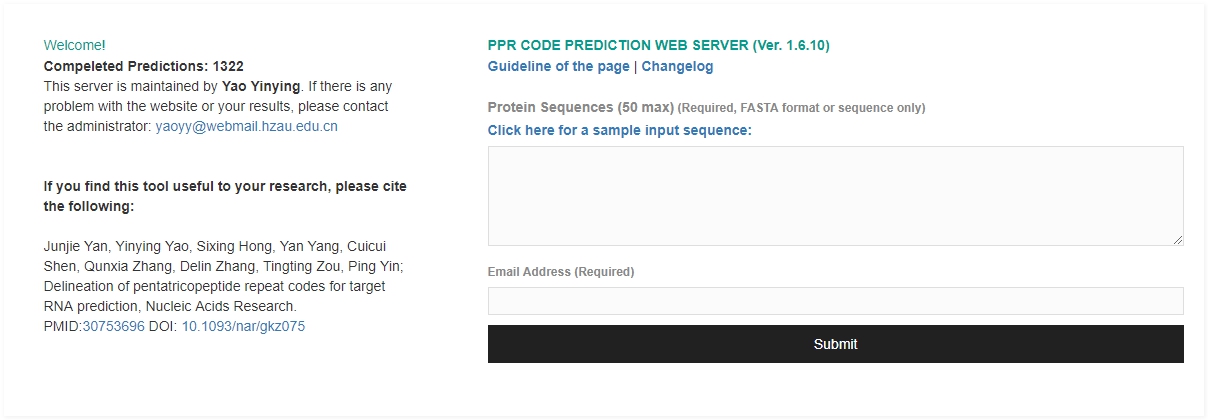 Welcome!
Compeleted Predictions: 1322
This server is maintained by Yao Yinying. If there is any
problem with the website or your results, please contact
the administrator: yaoyy@webmail.hzau.edu.cn
If you find this tool useful to your research, please cite
the following:
Junjie Yan, Yinying Yao, Sixing Hong, Yan Yang, Cuicui
Shen, Qunxia Zhang, Delin Zhang, Tingting Zou, Ping Yin;
Delineation of pentatricopeptide repeat codes for target
RNA prediction, Nucleic Acids Research.
PMID:30753696 DOI: 10.1093/nar/gkz075
PPR CODE PREDICTION WEB SERVER (Ver. 1.6.10)
Guideline of the page | Changelog
Protein Sequences (50 max) (Required, FASTA format or sequence only)
Click here for a sample input sequence:
Email Address (Required)
Submit